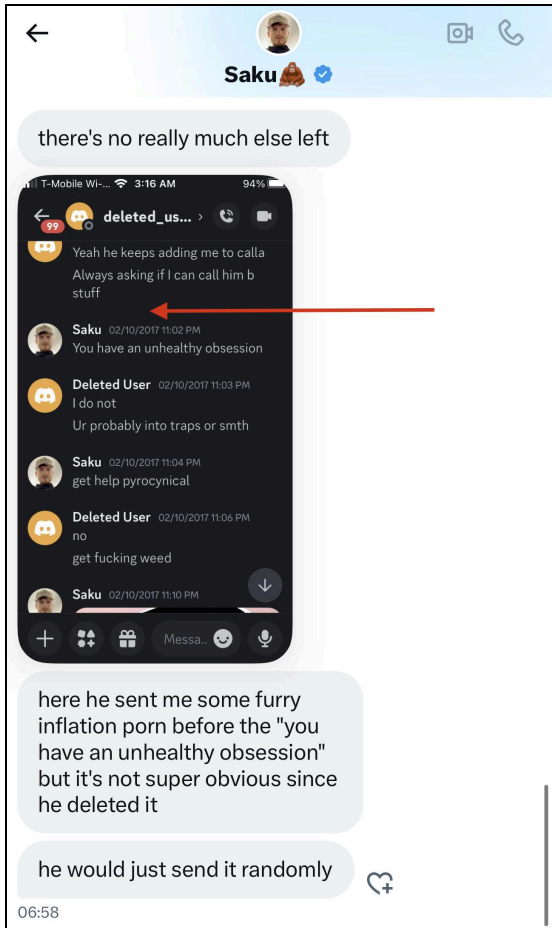 Saku🦧
there's no really much else left
T-Mobile Wi-... 3:16 AM 94%
99 deleted_us... ›
Yeah he keeps adding me to calla
Always asking if I can call him b
stuff
Saku 02/10/2017 11:02 PM
You have an unhealthy obsession
Deleted User 02/10/2017 11:03 PM
I do not
Ur probably into traps or smth
Saku 02/10/2017 11:04 PM
get help pyrocynical
Deleted User 02/10/2017 11:06 PM
no
get fucking weed
Saku 02/10/2017 11:10 PM
Messa..
here he sent me some furry
inflation porn before the "you
have an unhealthy obsession"
but it's not super obvious since
he deleted it
he would just send it randomly
06:58